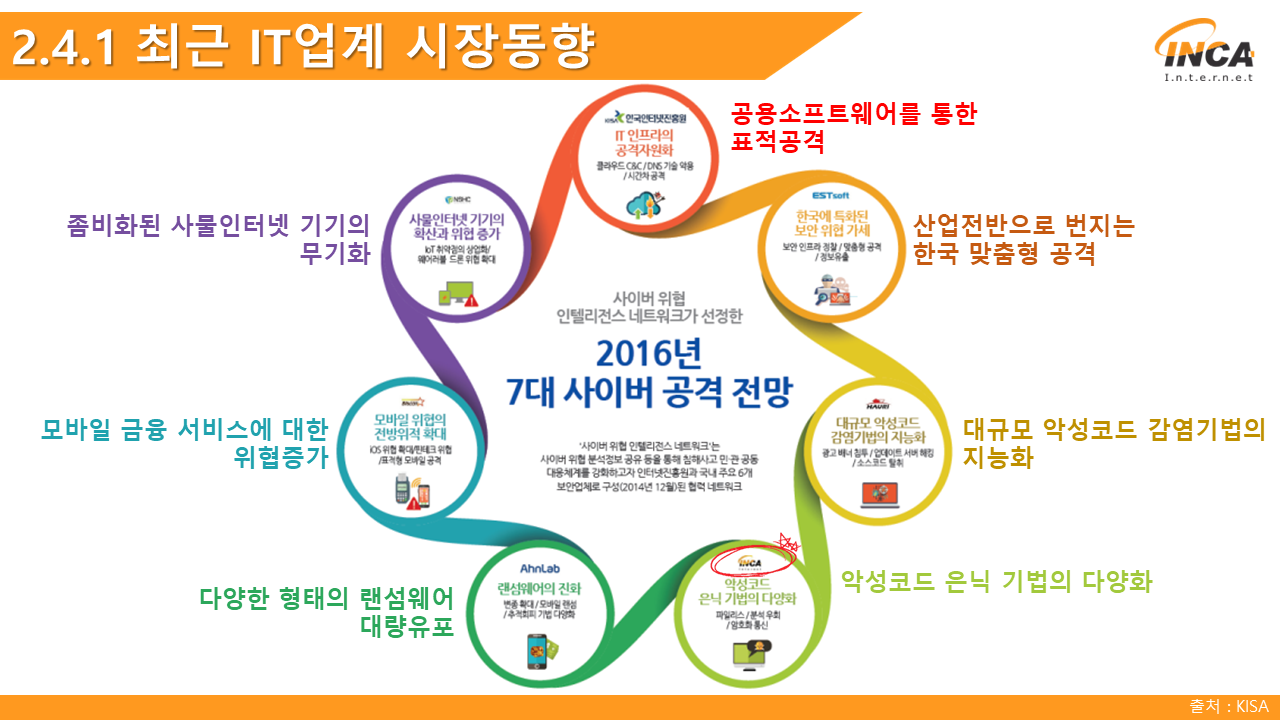 2.4.1 최근 IT업계 시장동향
INCA
I.n.t.e.r.n.e.t
KISA 한국인터넷진흥원
IT 인프라의
공격자원화
클라우드 C&C / DNS 기술 악용
/ 시간차 공격
공용소프트웨어를 통한
표적공격
NSHC
사물인터넷 기기의
확산과 위협 증가
IoT 취약점의 상업화/
웨어러블 드론 위협 확대
좀비화된 사물인터넷 기기의
무기화
ESTsoft
한국에 특화된
보안 위협 가세
보안 인프라 정찰 / 맞춤형 공격
/ 정보유출
산업전반으로 번지는
한국 맞춤형 공격
사이버 위협
인텔리전스 네트워크가 선정한
2016년
7대 사이버 공격 전망
'사이버 위협 인텔리전스 네트워크'는
사이버 위협 분석정보 공유 등을 통해 침해사고 민·관 공동
대응체계를 강화하고자 인터넷진흥원과 국내 주요 6개
보안업체로 구성(2014년 12월)된 협력 네트워크
모바일 위협의
전방위적 확대
iOS 위협 확대/핀테크 위협
/표적형 모바일 공격
모바일 금융 서비스에 대한
위협증가
HAURI
대규모 악성코드
감염기법의 지능화
광고 배너 침투 / 업데이트 서버 해킹
/ 소스코드 탈취
대규모 악성코드 감염기법의
지능화
AhnLab
랜섬웨어의 진화
변종 확대 / 모바일 랜섬
/ 추적회피 기법 다양화
다양한 형태의 랜섬웨어
대량유포
INCA
악성코드
은닉 기법의 다양화
파일리스 / 분석 우회
/ 암호화 통신
악성코드 은닉 기법의 다양화
출처 : KISA